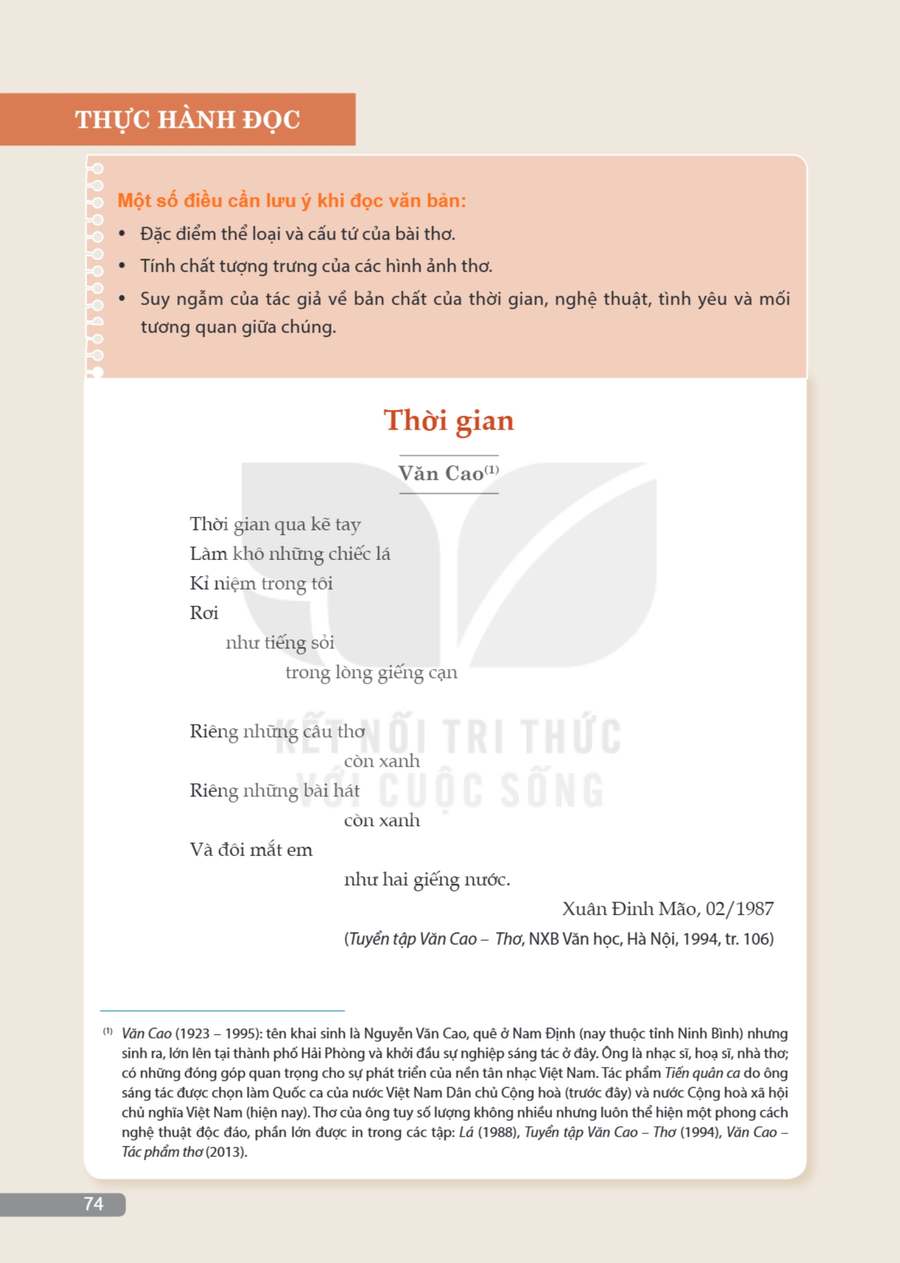 THỰC HÀNH ĐỌC
Một số điều cần lưu ý khi đọc văn bản:
• Đặc điểm thể loại và cấu tứ của bài thơ.
• Tính chất tượng trưng của các hình ảnh thơ.
• Suy ngẫm của tác giả về bản chất của thời gian, nghệ thuật, tình yêu và mối
tương quan giữa chúng.
Thời gian
Văn Cao(1)
Thời gian qua kẽ tay
Làm khô những chiếc lá
Kỉ niệm trong tôi
Rơi
như tiếng sỏi
trong lòng giếng cạn
Riêng những câu thơ
còn xanh
Riêng những bài hát
còn xanh
Và đôi mắt em
như hai giếng nước.
Xuân Đinh Mão, 02/1987
(Tuyển tập Văn Cao – Thơ, NXB Văn học, Hà Nội, 1994, tr. 106)
KẾT NỐI TRI THỨC
VỚI CUỘC SỐNG
(1) Văn Cao (1923 – 1995): tên khai sinh là Nguyễn Văn Cao, quê ở Nam Định (nay thuộc tỉnh Ninh Bình) nhưng
sinh ra, lớn lên tại thành phố Hải Phòng và khởi đầu sự nghiệp sáng tác ở đây. Ông là nhạc sĩ, hoạ sĩ, nhà thơ;
có những đóng góp quan trọng cho sự phát triển của nền tân nhạc Việt Nam. Tác phẩm Tiến quân ca do ông
sáng tác được chọn làm Quốc ca của nước Việt Nam Dân chủ Cộng hoà (trước đây) và nước Cộng hoà xã hội
chủ nghĩa Việt Nam (hiện nay). Thơ của ông tuy số lượng không nhiều nhưng luôn thể hiện một phong cách
nghệ thuật độc đáo, phần lớn được in trong các tập: Lá (1988), Tuyển tập Văn Cao – Thơ (1994), Văn Cao –
Tác phẩm thơ (2013).
74